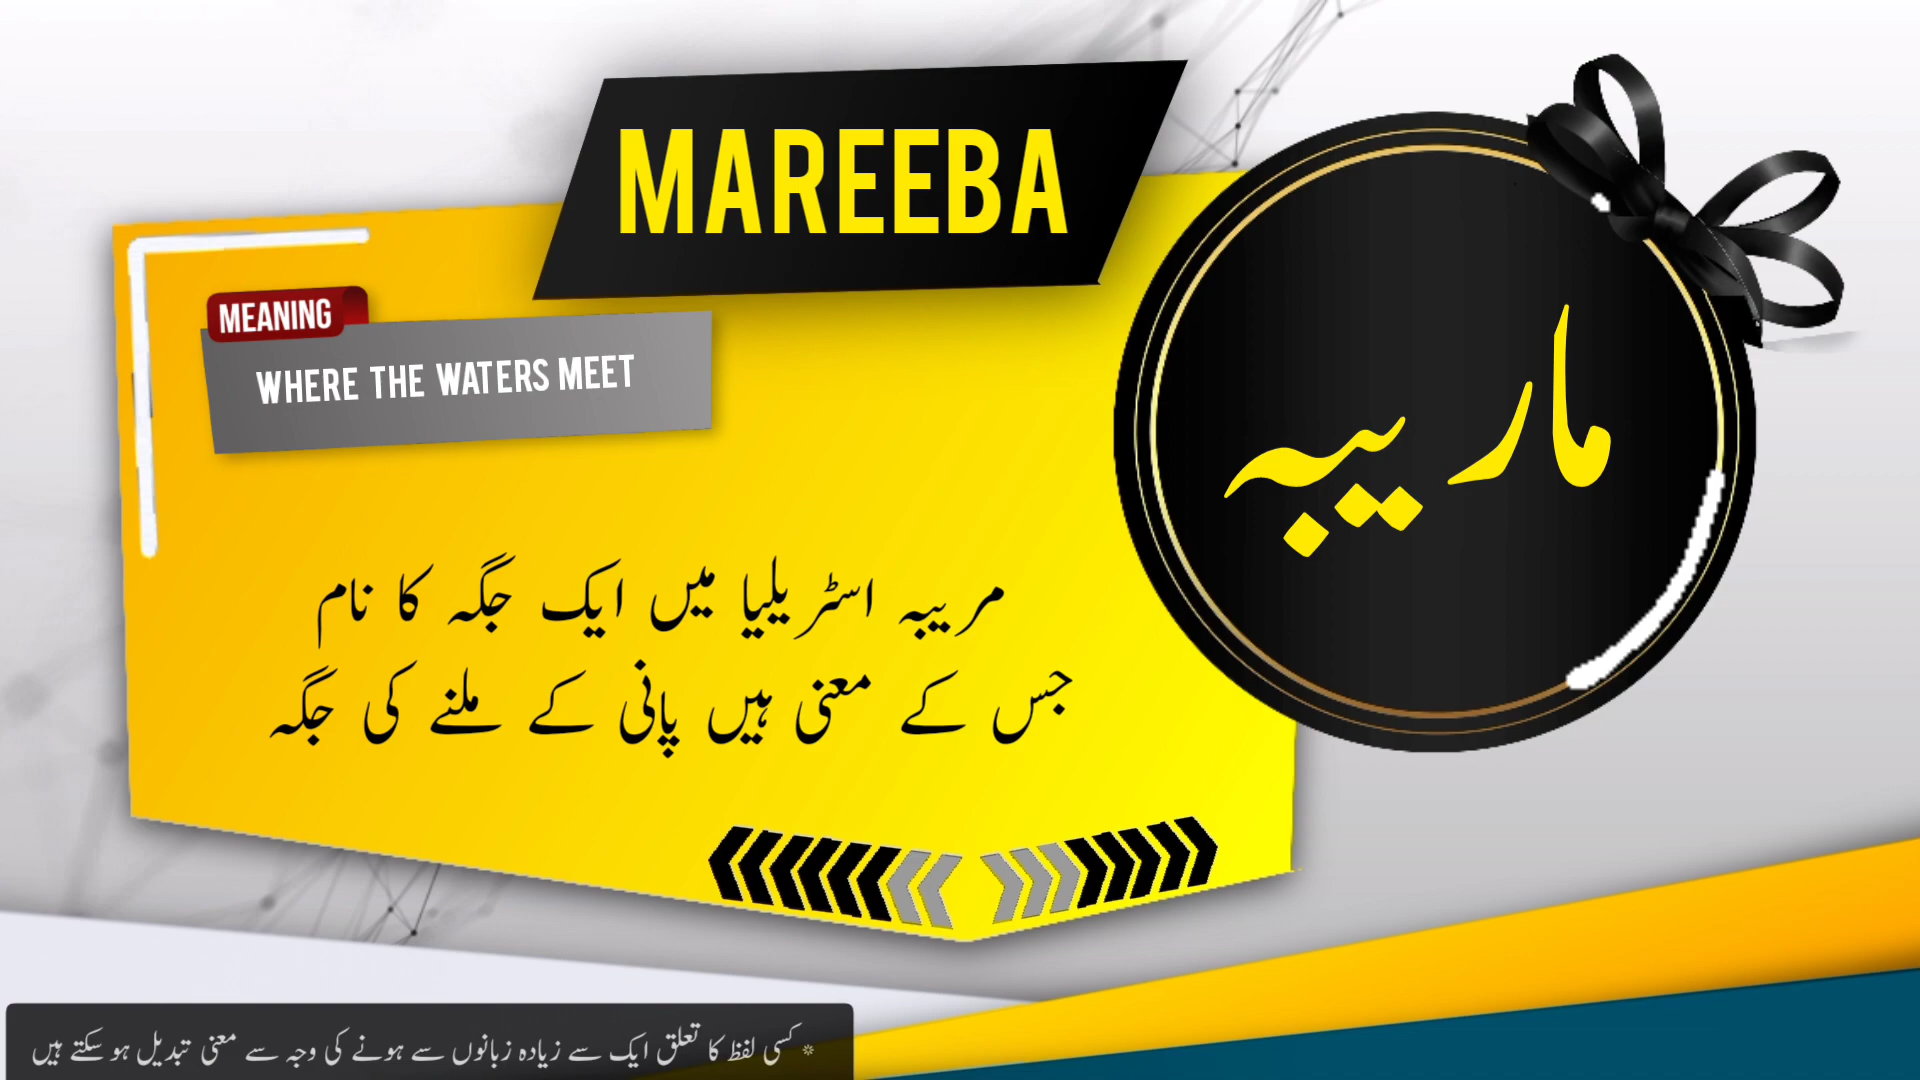 MAREEBA
MEANING
WHERE THE WATERS MEET
ماریبہ
مریبہ اسٹریلیا میں ایک جگہ کا نام
جس کے معنی ہیں پانی کے ملنے کی جگہ
* کسی لفظ کا تعلق ایک سے زیادہ زبانوں سے ہونے کی وجہ سے معنی تبدیل ہو سکتے ہیں